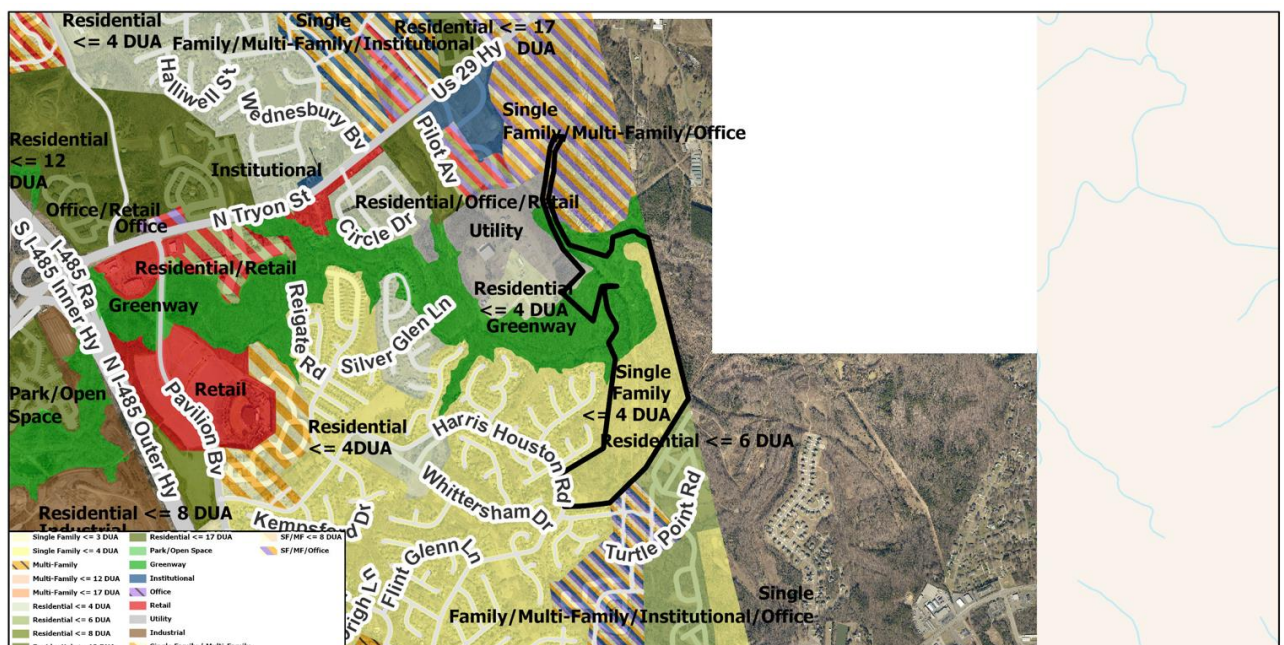 Residential
<= 4 DUA
Single
Family/Multi-Family/Institutional
Residential <= 17
DUA
Halliwell St
Wednesbury Bv
Us 29 Hy
Pilot Av
Single
Family/Multi-Family/Office
Residential
<= 12
DUA
Institutional
Office/Retail
Office
N Tryon St
Circle Dr
Residential/Office/Retail
Utility
S I-485 Inner Hy
I-485 Ra
N I-485 Outer Hy
Residential/Retail
Greenway
Reigate Rd
Silver Glen Ln
Residential
<= 4 DUA
Greenway
Park/Open
Space
Pavilion Bv
Retail
Residential
<= 4DUA
Single
Family
<= 4 DUA
Harris Houston Rd
Residential <= 6 DUA
Whittersham Dr
Turtle Point Rd
Residential <= 8 DUA
Industrial
Kempsford Dr
Flint Glenn Ln
Single
Family/Multi-Family/Institutional/Office
Single Family <= 3 DUA
Single Family <= 4 DUA
Multi-Family
Multi-Family <= 12 DUA
Multi-Family <= 17 DUA
Residential <= 4 DUA
Residential <= 6 DUA
Residential <= 8 DUA
Residential <= 17 DUA
Park/Open Space
Greenway
Institutional
Office
Retail
Utility
Industrial
SF/MF <= 8 DUA
SF/MF/Office